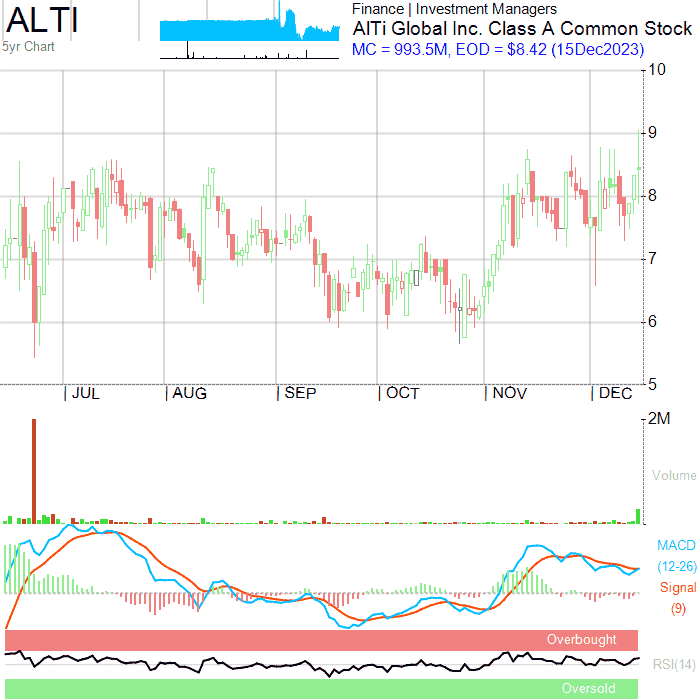 ALTI
5yr Chart
Finance | Investment Managers
AlTi Global Inc. Class A Common Stock
MC = 993.5M, EOD = $8.42 (15Dec2023)
10
9
8
7
6
5
JUL AUG SEP OCT NOV DEC
2M
Volume
MACD
(12-26)
Signal
(9)
Overbought
RSI(14)
Oversold